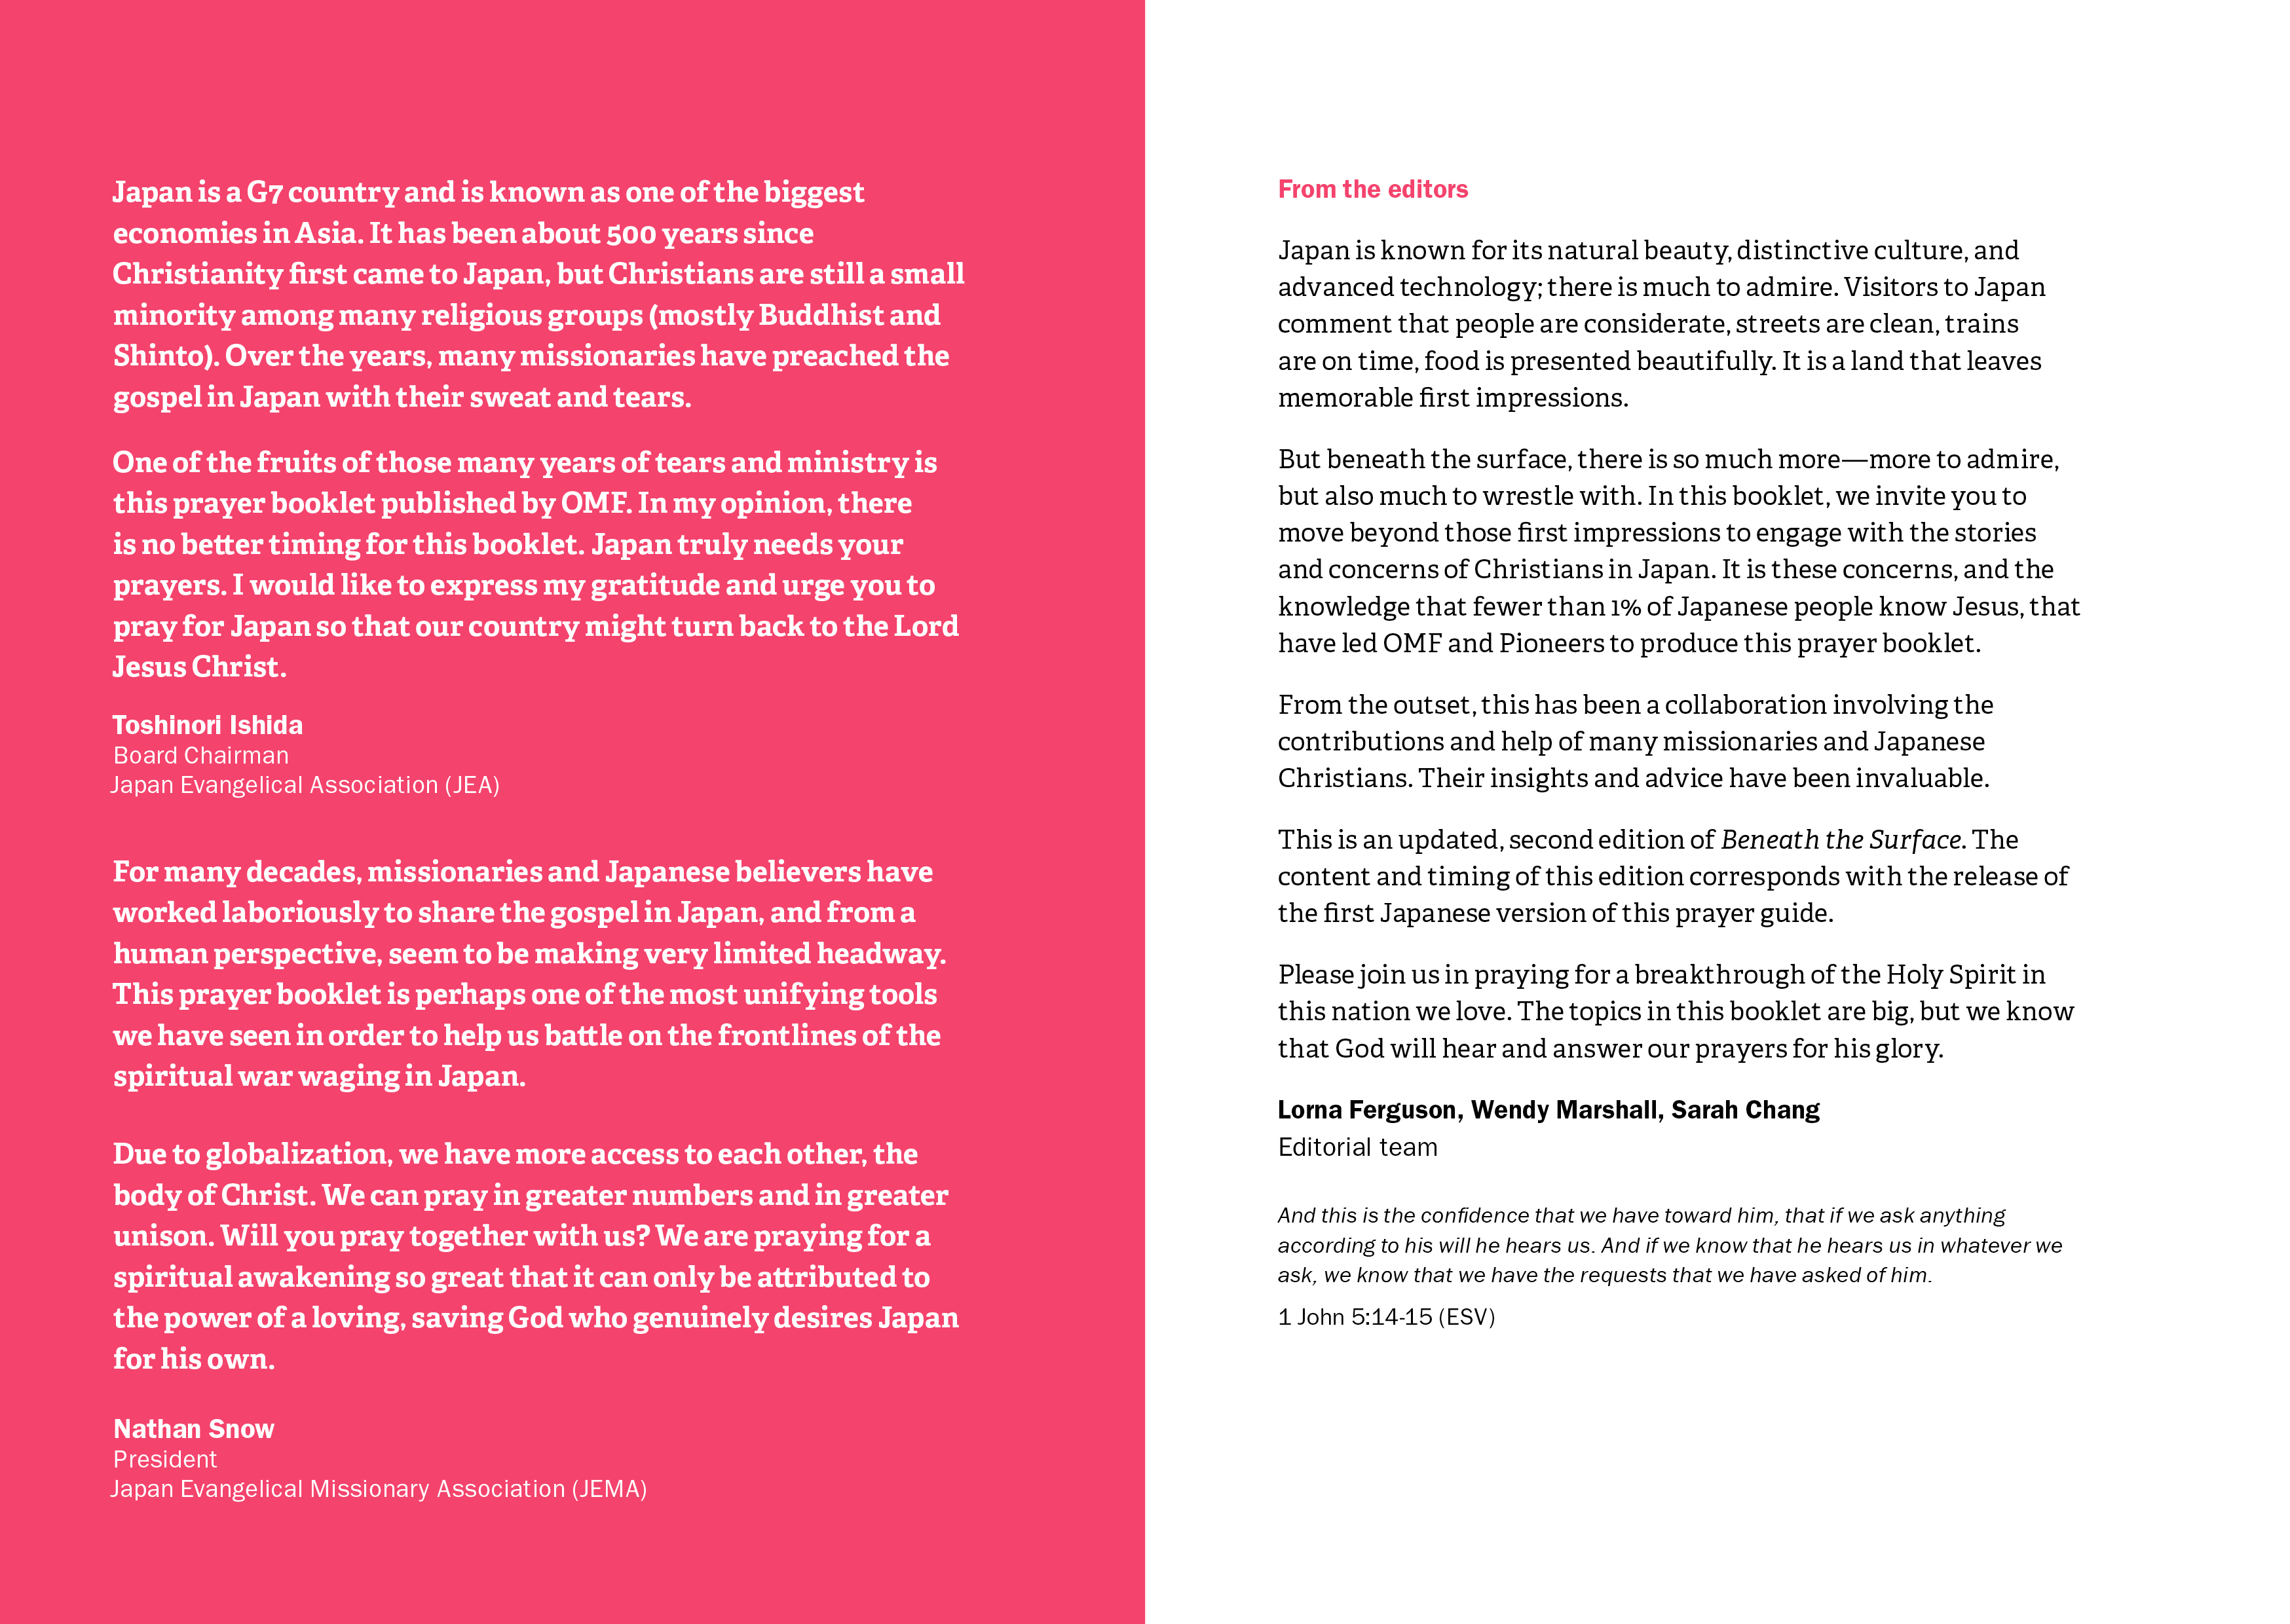 Japan is a G7 country and is known as one of the biggest
economies in Asia. It has been about 500 years since
Christianity first came to Japan, but Christians are still a small
minority among many religious groups (mostly Buddhist and
Shinto). Over the years, many missionaries have preached the
gospel in Japan with their sweat and tears.
One of the fruits of those many years of tears and ministry is
this prayer booklet published by OMF. In my opinion, there
is no better timing for this booklet. Japan truly needs your
prayers. I would like to express my gratitude and urge you to
pray for Japan so that our country might turn back to the Lord
Jesus Christ.
Toshinori Ishida
Board Chairman
Japan Evangelical Association (JEA)
For many decades, missionaries and Japanese believers have
worked laboriously to share the gospel in Japan, and from a
human perspective, seem to be making very limited headway.
This prayer booklet is perhaps one of the most unifying tools
we have seen in order to help us battle on the frontlines of the
spiritual war waging in Japan.
Due to globalization, we have more access to each other, the
body of Christ. We can pray in greater numbers and in greater
unison. Will you pray together with us? We are praying for a
spiritual awakening so great that it can only be attributed to
the power of a loving, saving God who genuinely desires Japan
for his own.
Nathan Snow
President
Japan Evangelical Missionary Association (JEMA)
From the editors
Japan is known for its natural beauty, distinctive culture, and
advanced technology; there is much to admire. Visitors to Japan
comment that people are considerate, streets are clean, trains
are on time, food is presented beautifully. It is a land that leaves
memorable first impressions.
But beneath the surface, there is so much more—more to admire,
but also much to wrestle with. In this booklet, we invite you to
move beyond those first impressions to engage with the stories
and concerns of Christians in Japan. It is these concerns, and the
knowledge that fewer than 1% of Japanese people know Jesus, that
have led OMF and Pioneers to produce this prayer booklet.
From the outset, this has been a collaboration involving the
contributions and help of many missionaries and Japanese
Christians. Their insights and advice have been invaluable.
This is an updated, second edition of Beneath the Surface. The
content and timing of this edition corresponds with the release of
the first Japanese version of this prayer guide.
Please join us in praying for a breakthrough of the Holy Spirit in
this nation we love. The topics in this booklet are big, but we know
that God will hear and answer our prayers for his glory.
Lorna Ferguson, Wendy Marshall, Sarah Chang
Editorial team
And this is the confidence that we have toward him, that if we ask anything
according to his will he hears us. And if we know that he hears us in whatever we
ask, we know that we have the requests that we have asked of him.
1 John 5:14-15 (ESV)